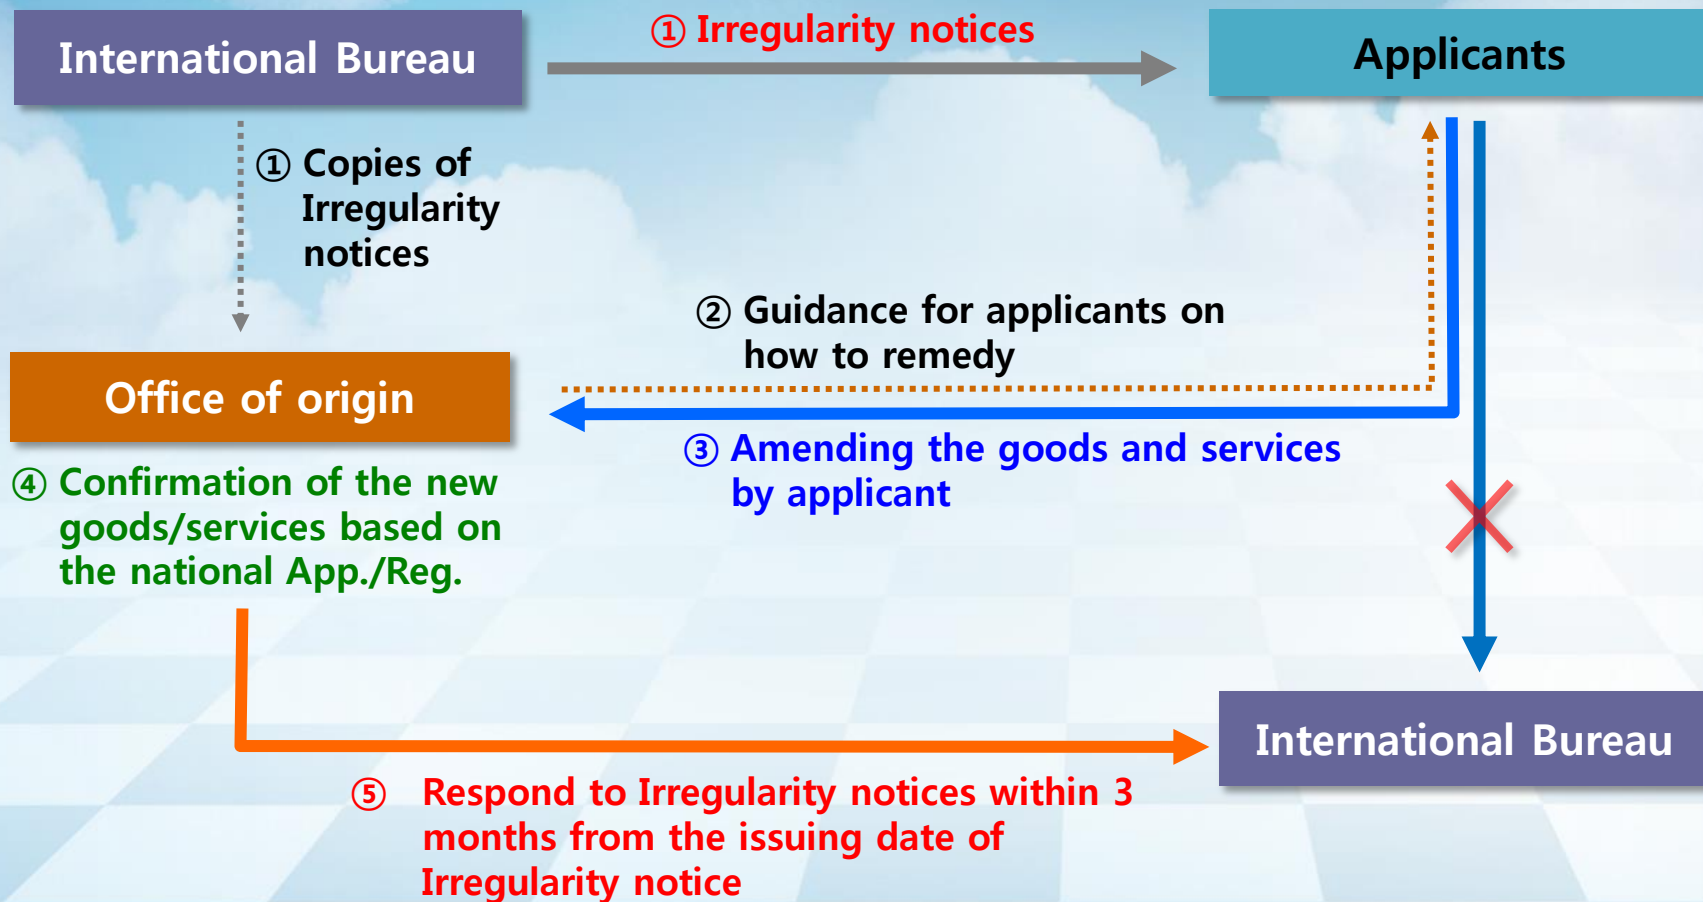 International Bureau
① Irregularity notices
Applicants
① Copies of
Irregularity
notices
② Guidance for applicants on
how to remedy
Office of origin
③ Amending the goods and services
by applicant
④ Confirmation of the new
goods/services based on
the national App./Reg.
International Bureau
⑤ Respond to Irregularity notices within 3
months from the issuing date of
Irregularity notice